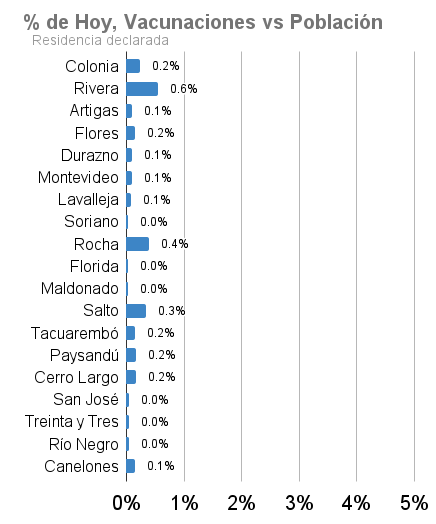 % de Hoy, Vacunaciones vs Población
Residencia declarada
Colonia 0.2%
Rivera 0.6%
Artigas 0.1%
Flores 0.2%
Durazno 0.1%
Montevideo 0.1%
Lavalleja 0.1%
Soriano 0.0%
Rocha 0.4%
Florida 0.0%
Maldonado 0.0%
Salto 0.3%
Tacuarembó 0.2%
Paysandú 0.2%
Cerro Largo 0.2%
San José 0.0%
Treinta y Tres 0.0%
Río Negro 0.0%
Canelones 0.1%
0% 1% 2% 3% 4% 5%